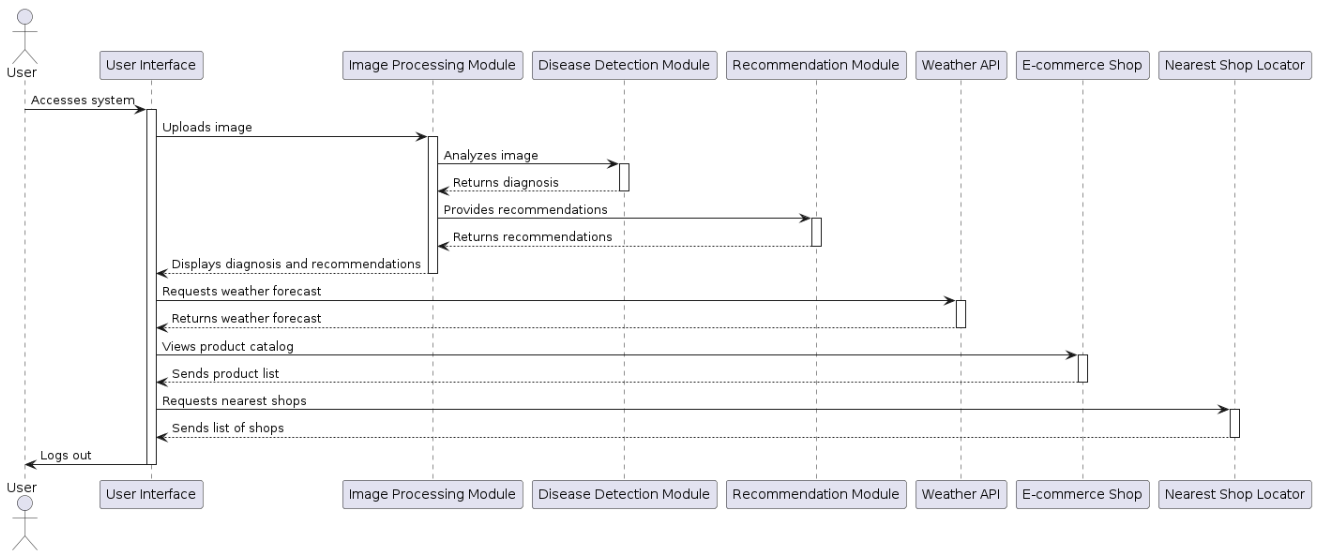 User
User Interface
Image Processing Module
Disease Detection Module
Recommendation Module
Weather API
E-commerce Shop
Nearest Shop Locator
Accesses system
Uploads image
Analyzes image
Returns diagnosis
Provides recommendations
Returns recommendations
Displays diagnosis and recommendations
Requests weather forecast
Returns weather forecast
Views product catalog
Sends product list
Requests nearest shops
Sends list of shops
Logs out
User
User Interface
Image Processing Module
Disease Detection Module
Recommendation Module
Weather API
E-commerce Shop
Nearest Shop Locator